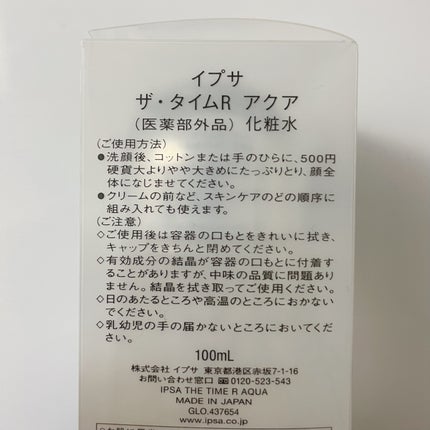 イプサ
ザ・タイムR アクア
(医薬部外品) 化粧水
(ご使用方法)
●洗顔後、コットンまたは手のひらに、500円
硬貨大よりやや大きめにたっぷりとり、顔全
体になじませてください。
●クリームの前など、スキンケアのどの順序に
組み入れても使えます。
(ご注意)
◇ご使用後は容器の口もとをきれいに拭き、
キャップをきちんと閉めてください。
◇有効成分の結晶が容器の口もとに付着す
ることがありますが、中味の品質に問題あり
ません。結晶を拭き取ってご使用ください。
◇日のあたるところや高温のところにおかない
でください。
◇乳幼児の手の届かないところにおいてくださ
い。
100mL
株式会社 イプサ 東京都港区赤坂7-1-16
お問い合わせ窓口 0120-523-543
IPSA THE TIME R AQUA
MADE IN JAPAN
GLO.437654
www.ipsa.co.jp